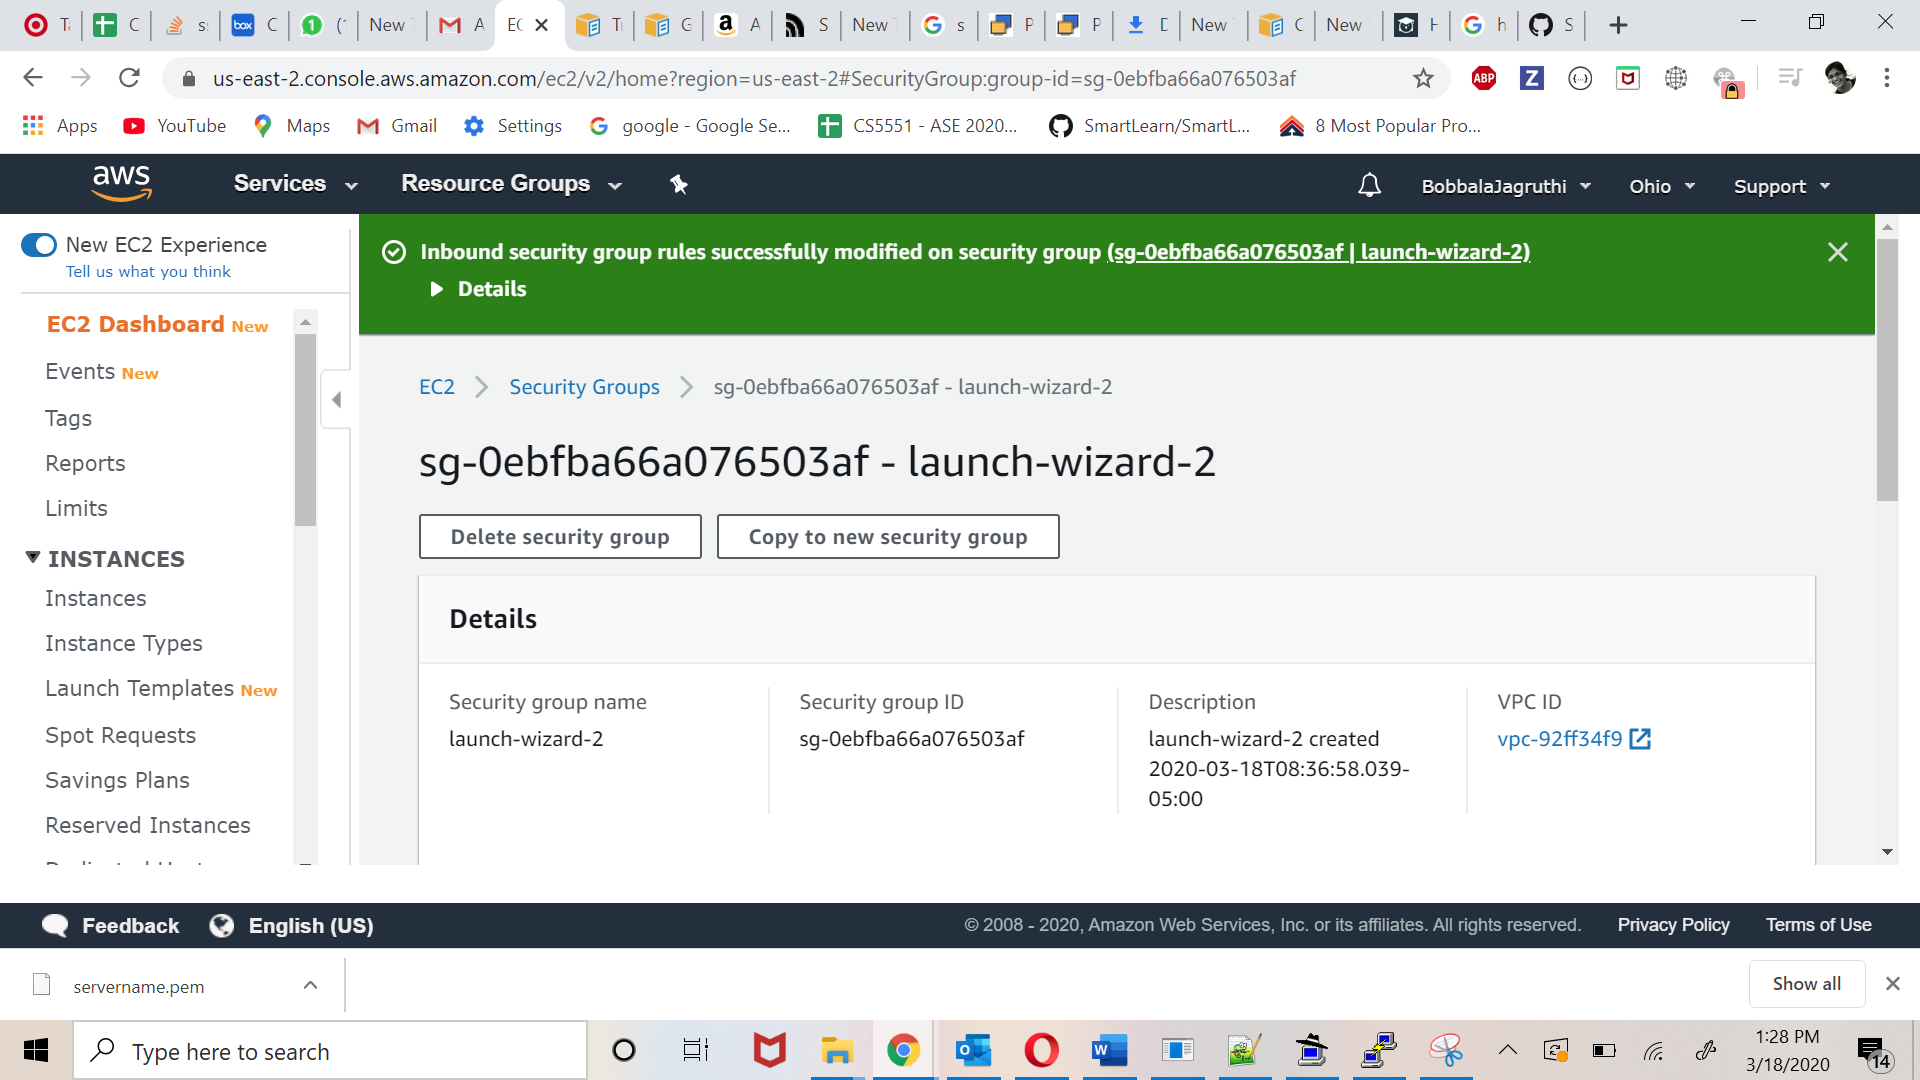 us-east-2.console.aws.amazon.com/ec2/v2/home?region=us-east-2#SecurityGroup:group-id=sg-0ebfba66a076503af
ABP
Apps YouTube Maps Gmail Settings google - Google Se... CS5551 - ASE 2020... SmartLearn/SmartL... 8 Most Popular Pro...
aws Services Resource Groups BobbalaJagruthi Ohio Support
New EC2 Experience
Tell us what you think
Inbound security group rules successfully modified on security group (sg-0ebfba66a076503af | launch-wizard-2)
Details
EC2 Dashboard New
Events New
Tags
Reports
Limits
INSTANCES
Instances
Instance Types
Launch Templates New
Spot Requests
Savings Plans
Reserved Instances
EC2 Security Groups sg-0ebfba66a076503af - launch-wizard-2
sg-0ebfba66a076503af - launch-wizard-2
Delete security group Copy to new security group
Details
Security group name
launch-wizard-2
Security group ID
sg-0ebfba66a076503af
Description
launch-wizard-2 created
2020-03-18T08:36:58.039-
05:00
VPC ID
vpc-92ff34f9
Feedback English (US) © 2008 - 2020, Amazon Web Services, Inc. or its affiliates. All rights reserved. Privacy Policy Terms of Use
servername.pem Show all
Type here to search
1:28 PM
3/18/2020
14